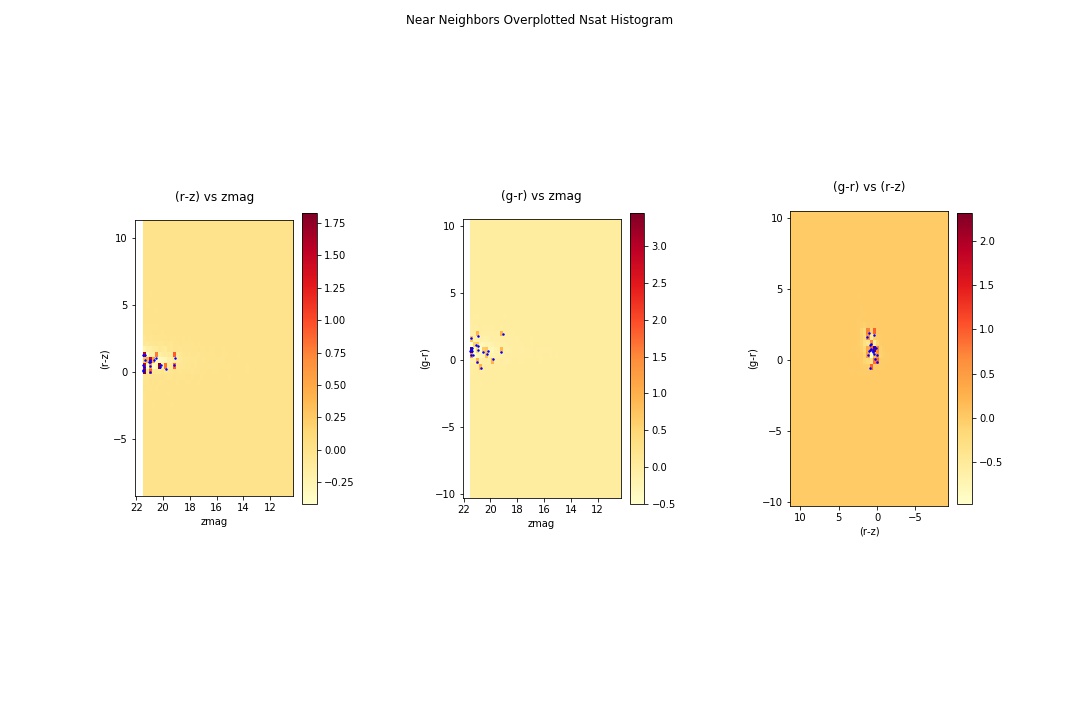 Near Neighbors Overplotted Nsat Histogram
(r-z) vs zmag
10
5
0
−5
(r-z)
22 20 18 16 14 12
zmag
1.75
1.50
1.25
1.00
0.75
0.50
0.25
0.00
−0.25
(g-r) vs zmag
10
5
0
−5
−10
(g-r)
22 20 18 16 14 12
zmag
3.0
2.5
2.0
1.5
1.0
0.5
0.0
−0.5
(g-r) vs (r-z)
10
5
0
−5
−10
(g-r)
10 5 0 −5
(r-z)
2.0
1.5
1.0
0.5
0.0
−0.5